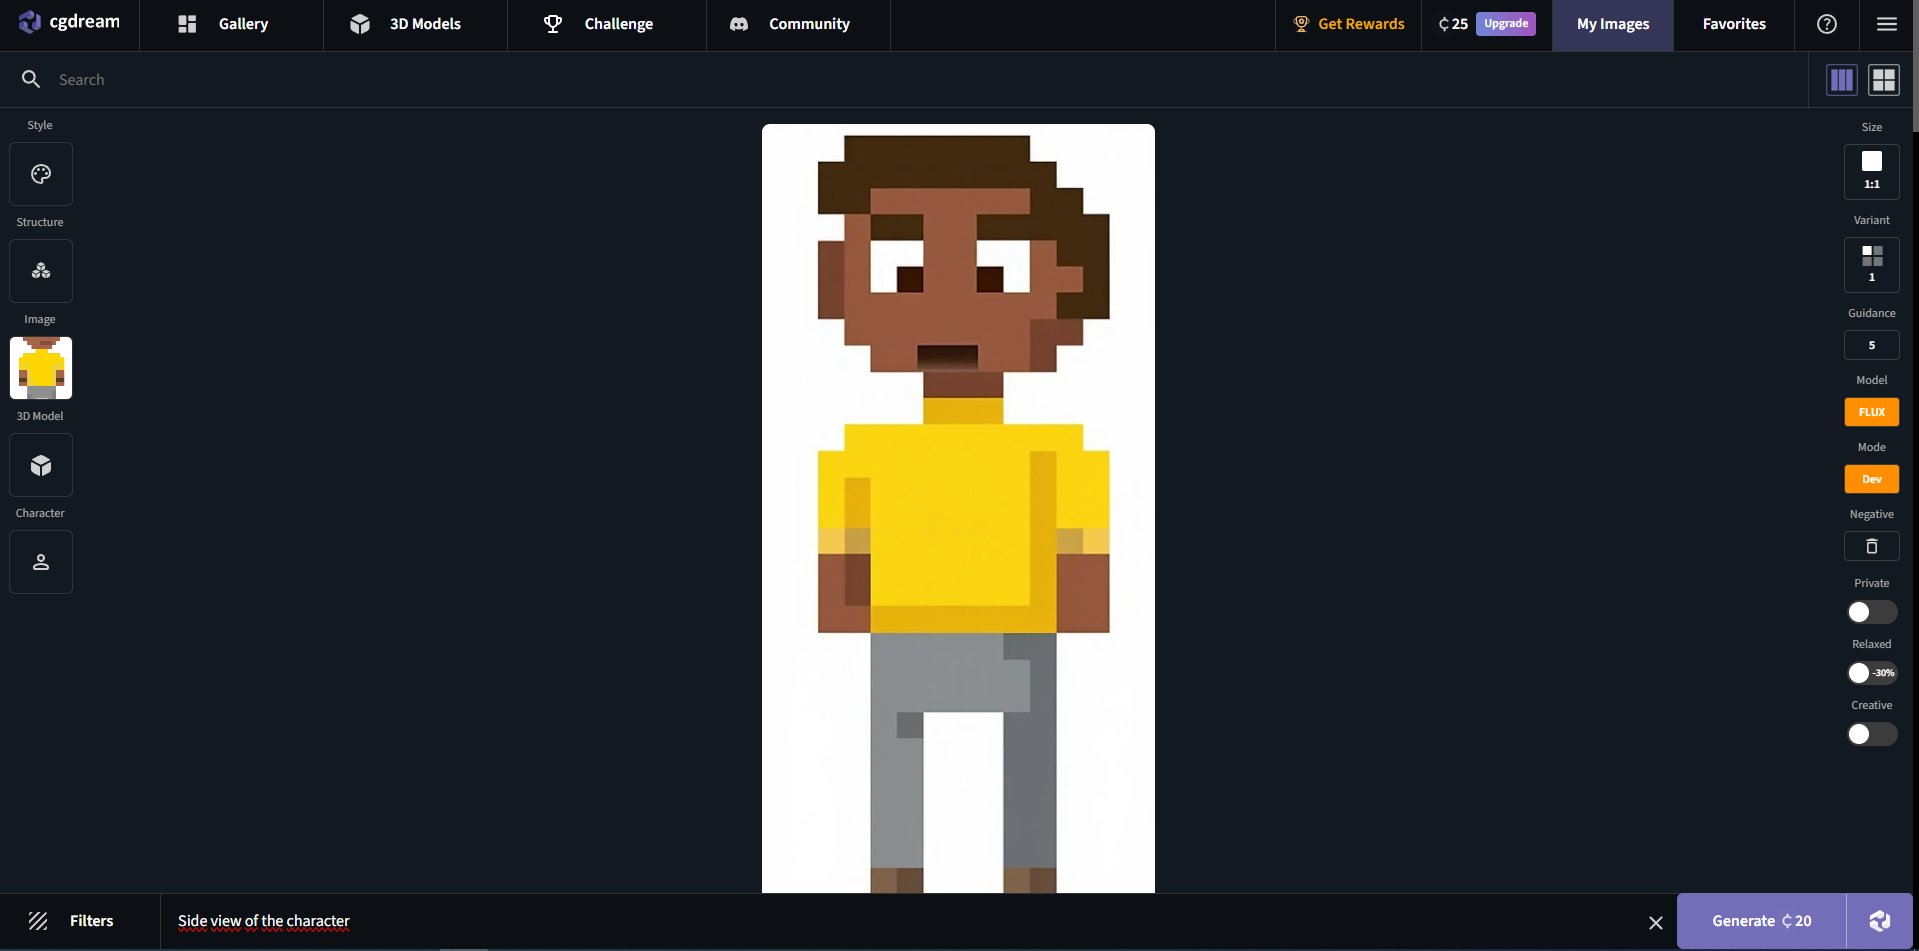 cgdream
Gallery
3D Models
Challenge
Community
Get Rewards
₵ 25
Upgrade
My Images
Favorites
Search
Style
Structure
Image
3D Model
Character
Size
1:1
Variant
1
Guidance
5
Model
FLUX
Mode
Dev
Negative
Private
Relaxed
-30%
Creative
Filters
Side view of the character
Generate ₵ 20